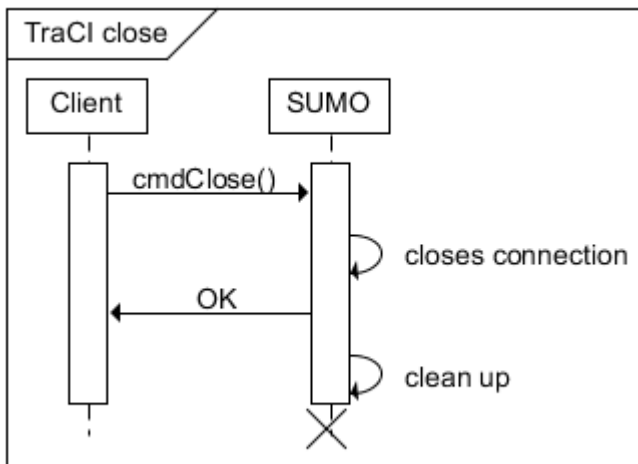 TraCI close
Client
SUMO
cmdClose()
closes connection
OK
clean up